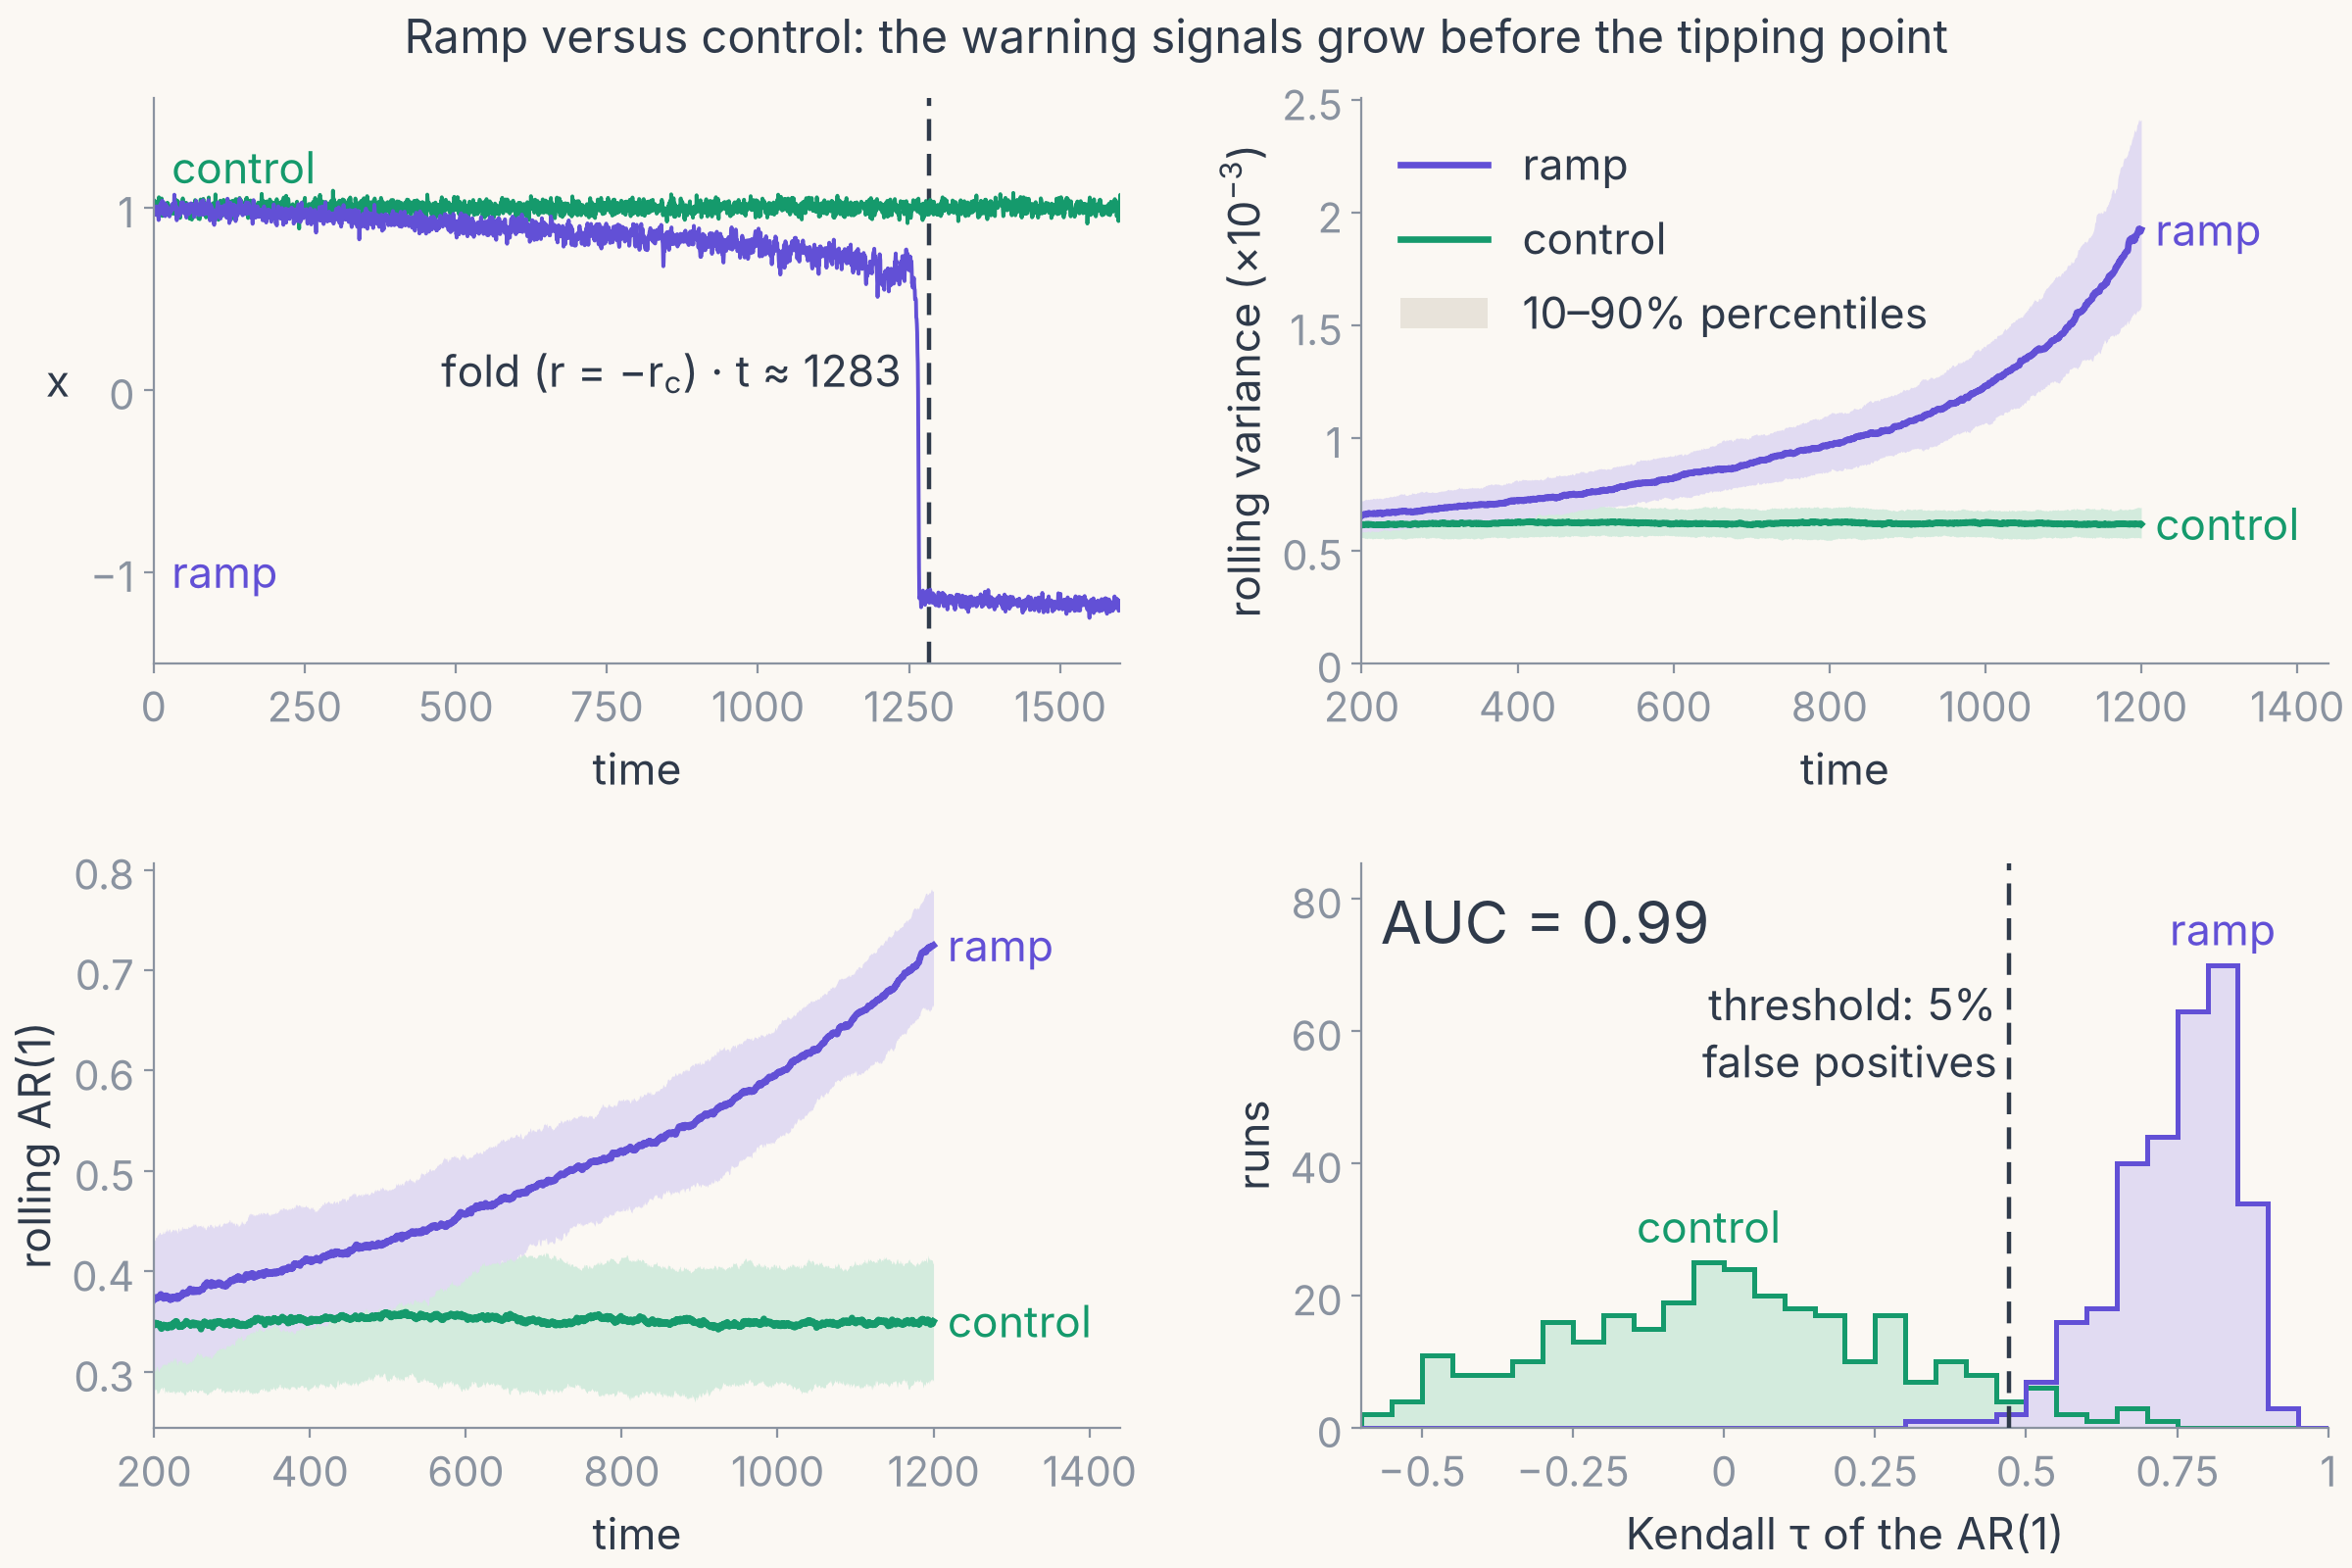 Ramp versus control: the warning signals grow before the tipping point
control
1
0
−1
x
fold (r = −r_c) · t ≈ 1283
ramp
0 250 500 750 1000 1250 1500
time
2.5
2
1.5
1
0.5
0
rolling variance (×10⁻³)
ramp
control
10–90% percentiles
ramp
control
200 400 600 800 1000 1200 1400
time
0.8
0.7
0.6
0.5
0.4
0.3
rolling AR(1)
ramp
control
200 400 600 800 1000 1200 1400
time
80
60
40
20
0
runs
AUC = 0.99
threshold: 5%
false positives
ramp
control
−0.5 −0.25 0 0.25 0.5 0.75 1
Kendall τ of the AR(1)